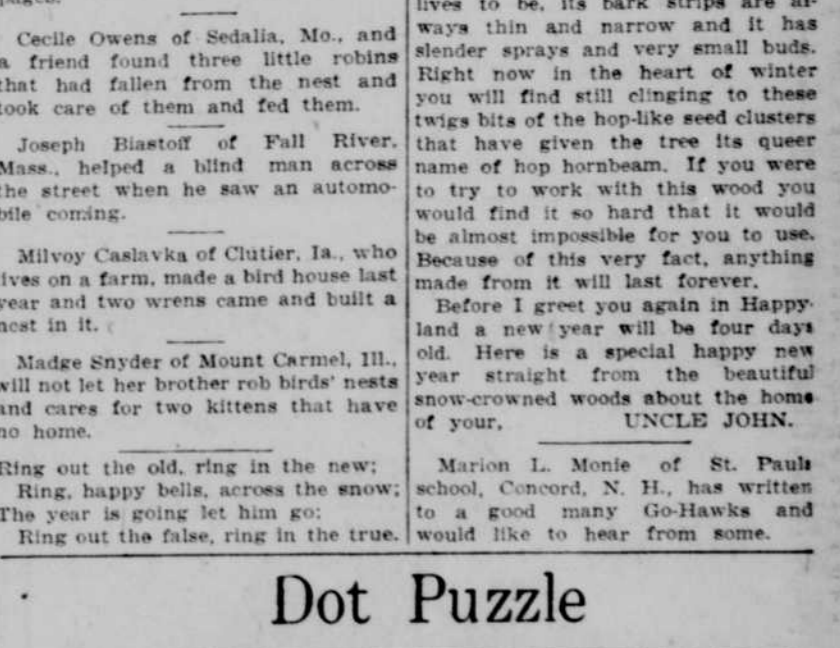 Cecile Owens of Sedalia, Mo., and
a friend found three little robins
that had fallen from the nest and
took care of them and fed them.
Joseph Biastoff of Fall River,
Mass., helped a blind man across
the street when he saw an automo-
bile coming.
Milvoy Caslavka of Clutier, Ia., who
lives on a farm, made a bird house last
year and two wrens came and built a
nest in it.
Madge Snyder of Mount Carmel, Ill.,
will not let her brother rob birds' nests
and cares for two kittens that have
no home.
Ring out the old, ring in the new;
Ring, happy bells, across the snow;
The year is going let him go;
Ring out the false, ring in the true.
lives to be, its bark strips are al-
ways thin and narrow and it has
slender sprays and very small buds.
Right now in the heart of winter
you will find still clinging to these
twigs bits of the hop-like seed clusters
that have given the tree its queer
name of hop hornbeam. If you were
to try to work with this wood you
would find it so hard that it would
be almost impossible for you to use.
Because of this very fact, anything
made from it will last forever.
Before I greet you again in Happy-
land a new year will be four days
old. Here is a special happy new
year straight from the beautiful
snow-crowned woods about the home
of your, UNCLE JOHN.
Marion L. Monie of St. Pauls
school, Concord, N. H., has written
to a good many Go-Hawks and
would like to hear from some.
Dot Puzzle